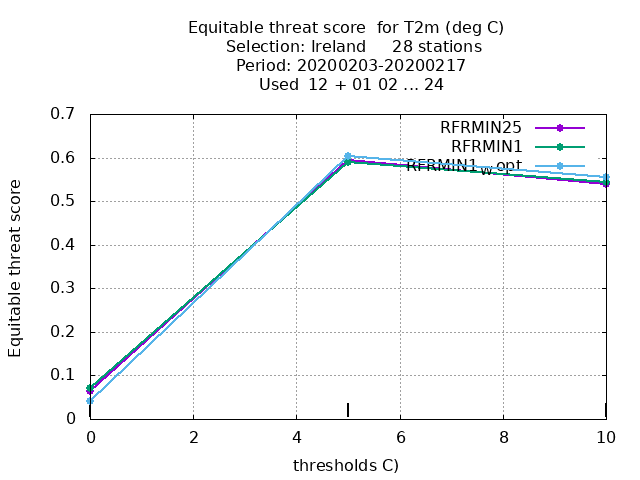 Equitable threat score  for T2m (deg C)
Selection: Ireland     28 stations
Period: 20200203-20200217
Used  12 + 01 02 ... 24
0.7
0.6
0.5
0.4
0.3
0.2
0.1
0
Equitable threat score
RFRMIN25
RFRMIN1
RFRMIN1_w_opt
0 2 4 6 8 10
thresholds C)